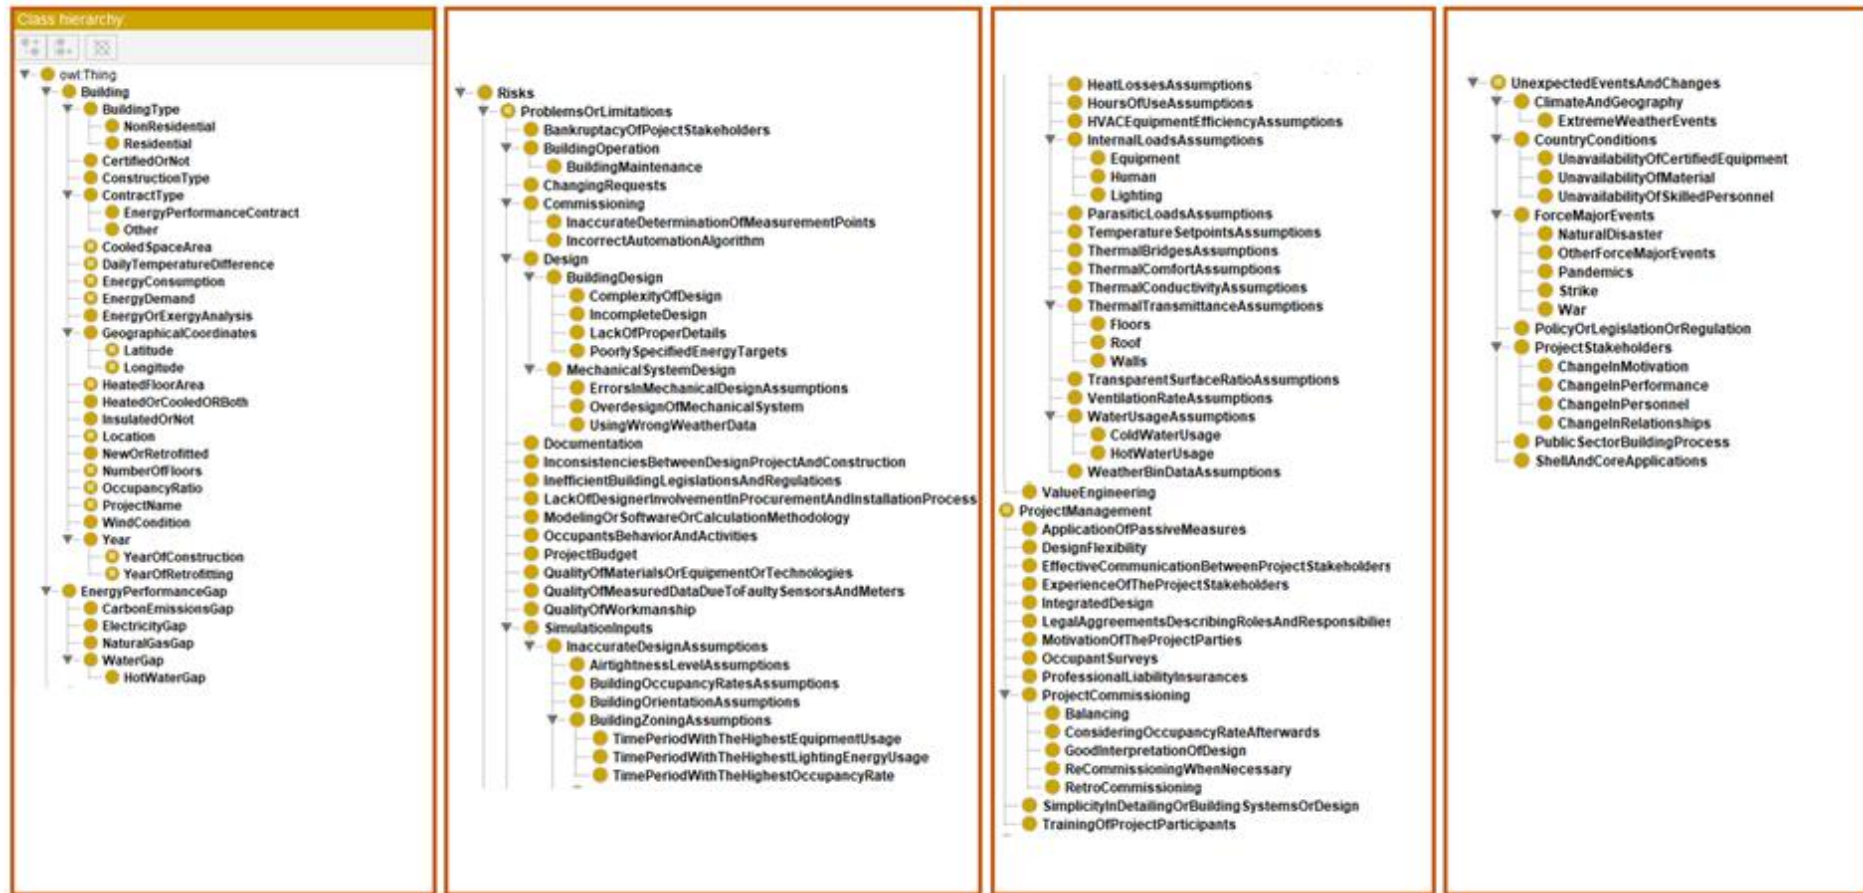 Class hierarchy
owl:Thing
Building
BuildingType
NonResidential
Residential
CertifiedOrNot
ConstructionType
ContractType
EnergyPerformanceContract
Other
CooledSpaceArea
DailyTemperatureDifference
EnergyConsumption
EnergyDemand
EnergyOrExergyAnalysis
GeographicalCoordinates
Latitude
Longitude
HeatedFloorArea
HeatedOrCooledORBoth
InsulatedOrNot
Location
NewOrRetrofitted
NumberOfFloors
OccupancyRatio
ProjectName
WindCondition
Year
YearOfConstruction
YearOfRetrofitting
EnergyPerformanceGap
CarbonEmissionsGap
ElectricityGap
NaturalGasGap
WaterGap
HotWaterGap
Risks
ProblemsOrLimitations
BankruptacyOfPojectStakeholders
BuildingOperation
BuildingMaintenance
ChangingRequests
Commissioning
InaccurateDeterminationOfMeasurementPoints
IncorrectAutomationAlgorithm
Design
BuildingDesign
ComplexityOfDesign
IncompleteDesign
LackOfProperDetails
PoorlySpecifiedEnergyTargets
MechanicalSystemDesign
ErrorsInMechanicalDesignAssumptions
OverdesignOfMechanicalSystem
UsingWrongWeatherData
Documentation
InconsistenciesBetweenDesignProjectAndConstruction
InefficientBuildingLegislationsAndRegulations
LackOfDesignerInvolvementInProcurementAndInstallationProcess
ModelingOrSoftwareOrCalculationMethodology
OccupantsBehaviorAndActivities
ProjectBudget
QualityOfMaterialsOrEquipmentOrTechnologies
QualityOfMeasuredDataDueToFaultySensorsAndMeters
QualityOfWorkmanship
SimulationInputs
InaccurateDesignAssumptions
AirtightnessLevelAssumptions
BuildingOccupancyRatesAssumptions
BuildingOrientationAssumptions
BuildingZoningAssumptions
TimePeriodWithTheHighestEquipmentUsage
TimePeriodWithTheHighestLightingEnergyUsage
TimePeriodWithTheHighestOccupancyRate
HeatLossesAssumptions
HoursOfUseAssumptions
HVACEquipmentEfficiencyAssumptions
InternalLoadsAssumptions
Equipment
Human
Lighting
ParasiticLoadsAssumptions
TemperatureSetpointsAssumptions
ThermalBridgesAssumptions
ThermalComfortAssumptions
ThermalConductivityAssumptions
ThermalTransmittanceAssumptions
Floors
Roof
Walls
TransparentSurfaceRatioAssumptions
VentilationRateAssumptions
WaterUsageAssumptions
ColdWaterUsage
HotWaterUsage
WeatherBinDataAssumptions
ValueEngineering
ProjectManagement
ApplicationOfPassiveMeasures
DesignFlexibility
EffectiveCommunicationBetweenProjectStakeholders
ExperienceOfTheProjectStakeholders
IntegratedDesign
LegalAggreementsDescribingRolesAndResponsibilies
MotivationOfTheProjectParties
OccupantSurveys
ProfessionalLiabilityInsurances
ProjectCommissioning
Balancing
ConsideringOccupancyRateAfterwards
GoodInterpretationOfDesign
ReCommissioningWhenNecessary
RetroCommissioning
SimplicityInDetailingOrBuildingSystemsOrDesign
TrainingOfProjectParticipants
UnexpectedEventsAndChanges
ClimateAndGeography
ExtremeWeatherEvents
CountryConditions
UnavailabilityOfCertifiedEquipment
UnavailabilityOfMaterial
UnavailabilityOfSkilledPersonnel
ForceMajorEvents
NaturalDisaster
OtherForceMajorEvents
Pandemics
Strike
War
PolicyOrLegislationOrRegulation
ProjectStakeholders
ChangeInMotivation
ChangeInPerformance
ChangeInPersonnel
ChangeInRelationships
PublicSectorBuildingProcess
ShellAndCoreApplications